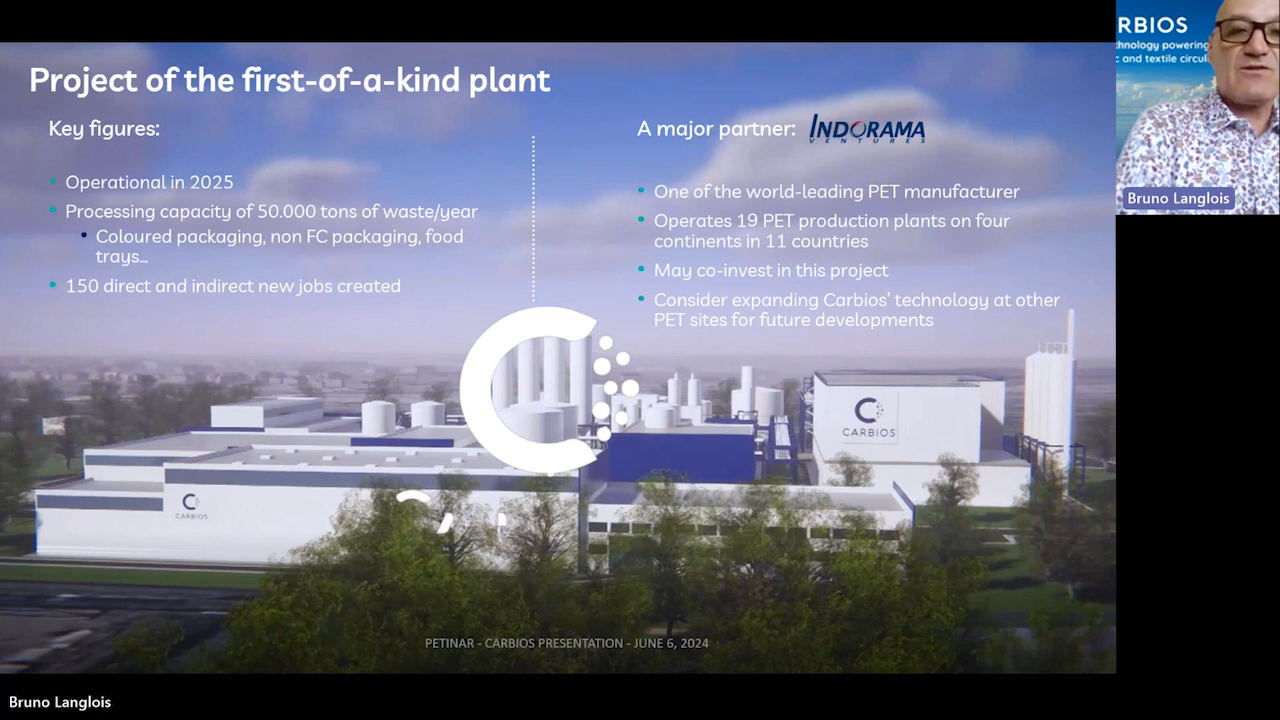 Project of the first-of-a-kind plant
Key figures:
Operational in 2025
Processing capacity of 50.000 tons of waste/year
Coloured packaging, non FC packaging, food
trays…
150 direct and indirect new jobs created
A major partner: INDORAMA
VENTURES
One of the world-leading PET manufacturer
Operates 19 PET production plants on four
continents in 11 countries
May co-invest in this project
Consider expanding Carbios’ technology at other
PET sites for future developments
CARBIOS
CARBIOS
PETINAR - CARBIOS PRESENTATION - JUNE 6, 2024
RBIOS
hnology powering
c and textile circul
Bruno Langlois
Bruno Langlois